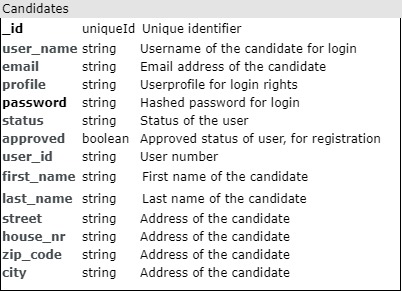 Candidates
_id uniqueId Unique identifier
user_name string Username of the candidate for login
email string Email address of the candidate
profile string Userprofile for login rights
password string Hashed password for login
status string Status of the user
approved boolean Approved status of user, for registration
user_id string User number
first_name string First name of the candidate
last_name string Last name of the candidate
street string Address of the candidate
house_nr string Address of the candidate
zip_code string Address of the candidate
city string Address of the candidate